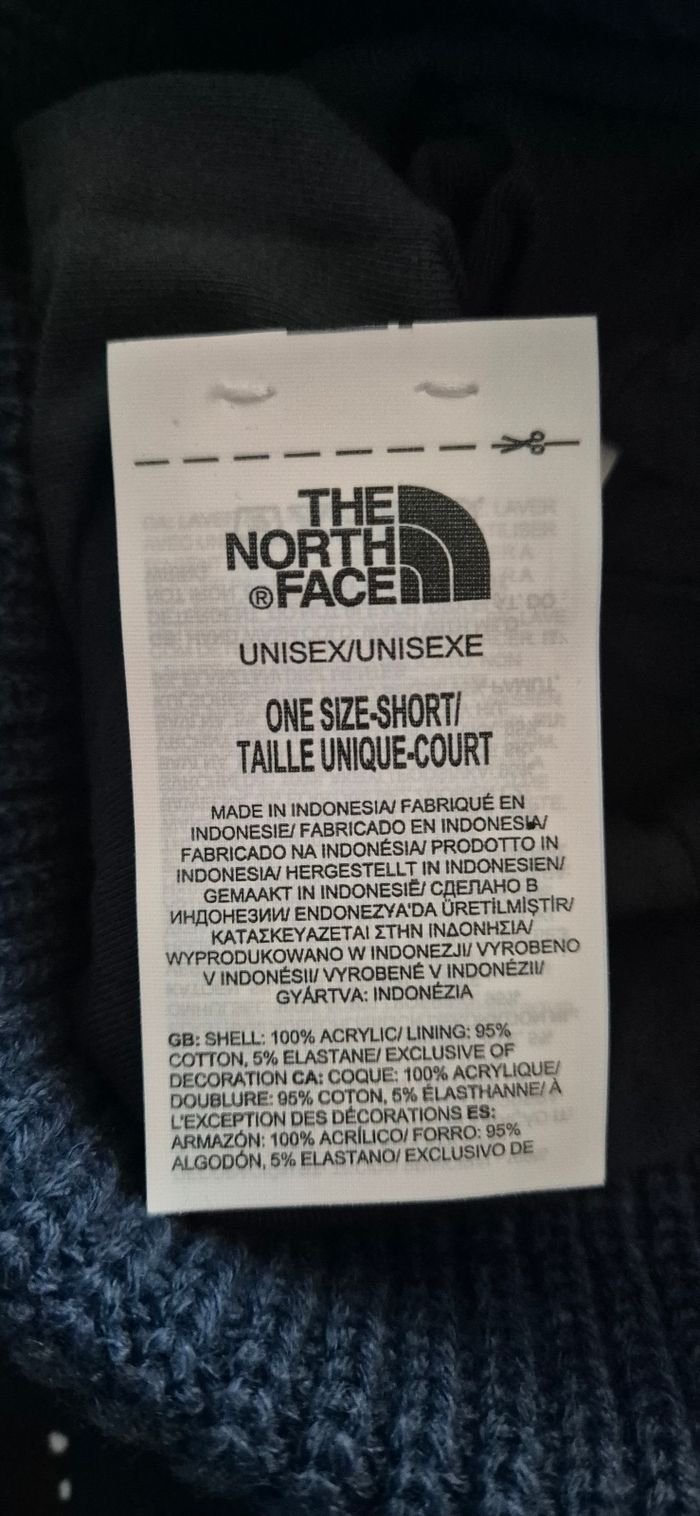 THE
NORTH
®FACE
UNISEX/UNISEXE
ONE SIZE-SHORT/
TAILLE UNIQUE-COURT
MADE IN INDONESIA/ FABRIQUÉ EN
INDONESIE/ FABRICADO EN INDONESIA/
FABRICADO NA INDONÉSIA/ PRODOTTO IN
INDONESIA/ HERGESTELLT IN INDONESIEN/
GEMAAKT IN INDONESIË/ СДЕЛАНО В
ИНДОНЕЗИИ/ ENDONEZYA'DA ÜRETİLMİŞTİR/
ΚΑΤΑΣΚΕΥΑΖΕΤΑΙ ΣΤΗΝ ΙΝΔΟΝΗΣΙΑ/
WYPRODUKOWANO W INDONEZJI/ VYROBENO
V INDONÉSII/ VYROBENÉ V INDONÉZII/
GYÁRTVA: INDONÉZIA
GB: SHELL: 100% ACRYLIC/ LINING: 95%
COTTON, 5% ELASTANE/ EXCLUSIVE OF
DECORATION CA: COQUE: 100% ACRYLIQUE/
DOUBLURE: 95% COTON, 5% ÉLASTHANNE/ À
L'EXCEPTION DES DÉCORATIONS ES:
ARMAZÓN: 100% ACRÍLICO/ FORRO: 95%
ALGODÓN, 5% ELASTANO/ EXCLUSIVO DE